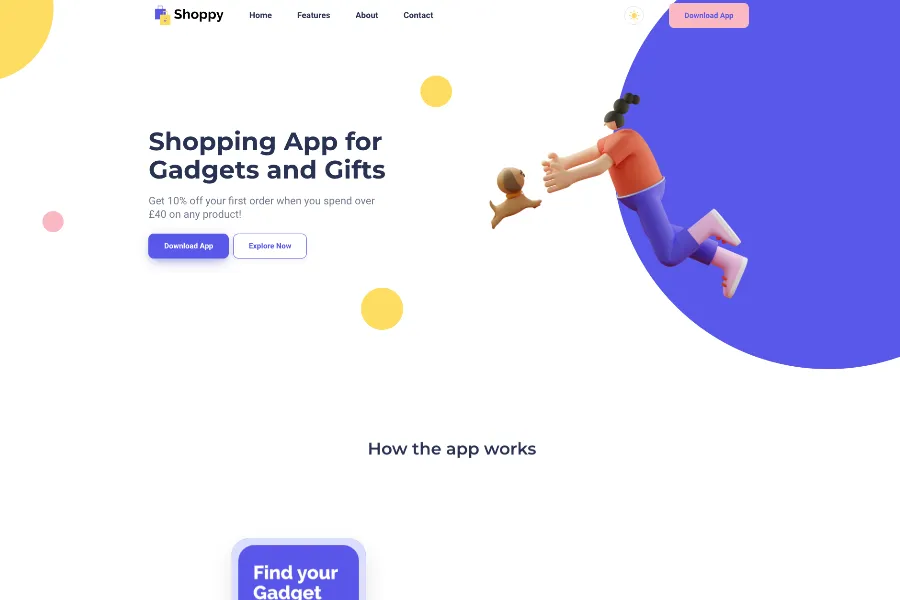 Shoppy
Home
Features
About
Contact
Download App
Shopping App for
Gadgets and Gifts
Get 10% off your first order when you spend over
£40 on any product!
Download App
Explore Now
How the app works
Find your
Gadget